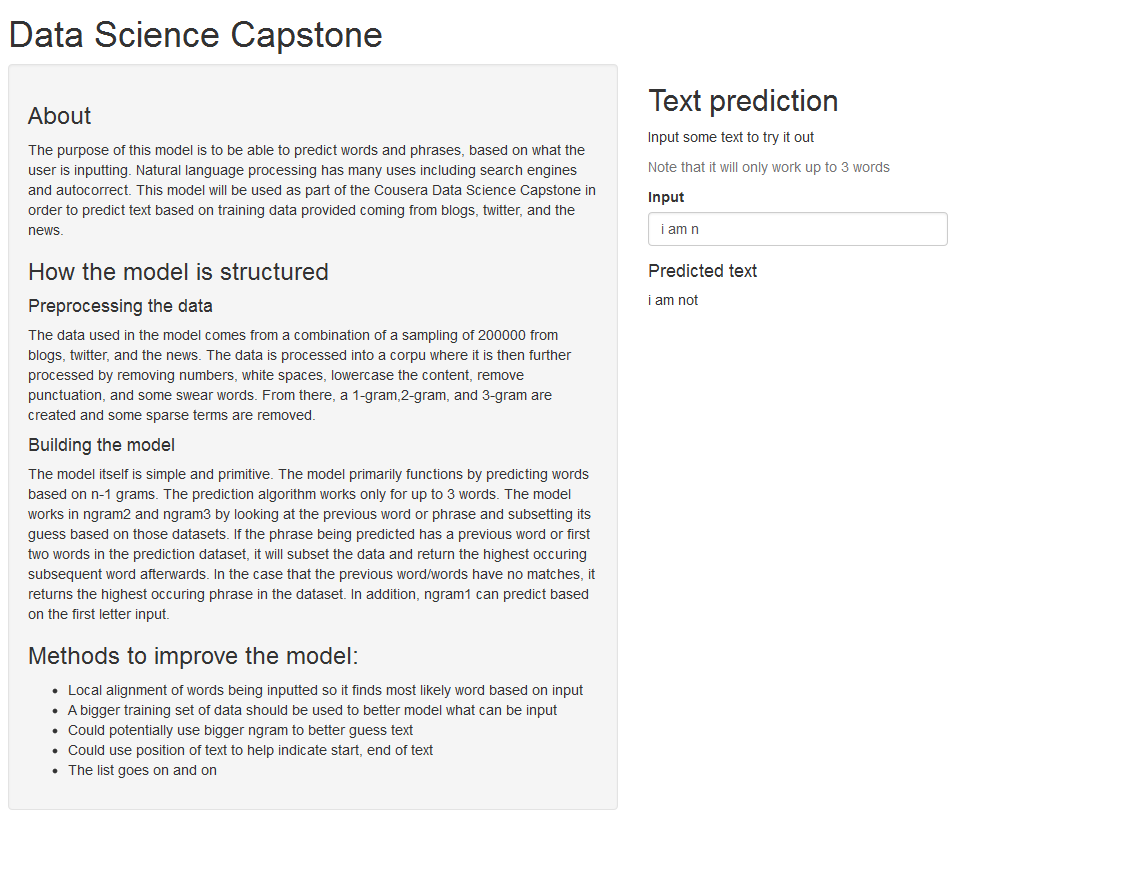 Data Science Capstone
About
The purpose of this model is to be able to predict words and phrases, based on what the
user is inputting. Natural language processing has many uses including search engines
and autocorrect. This model will be used as part of the Cousera Data Science Capstone in
order to predict text based on training data provided coming from blogs, twitter, and the
news.
How the model is structured
Preprocessing the data
The data used in the model comes from a combination of a sampling of 200000 from
blogs, twitter, and the news. The data is processed into a corpu where it is then further
processed by removing numbers, white spaces, lowercase the content, remove
punctuation, and some swear words. From there, a 1-gram,2-gram, and 3-gram are
created and some sparse terms are removed.
Building the model
The model itself is simple and primitive. The model primarily functions by predicting words
based on n-1 grams. The prediction algorithm works only for up to 3 words. The model
works in ngram2 and ngram3 by looking at the previous word or phrase and subsetting its
guess based on those datasets. If the phrase being predicted has a previous word or first
two words in the prediction dataset, it will subset the data and return the highest occuring
subsequent word afterwards. In the case that the previous word/words have no matches, it
returns the highest occuring phrase in the dataset. In addition, ngram1 can predict based
on the first letter input.
Methods to improve the model:
• Local alignment of words being inputted so it finds most likely word based on input
• A bigger training set of data should be used to better model what can be input
• Could potentially use bigger ngram to better guess text
• Could use position of text to help indicate start, end of text
• The list goes on and on
Text prediction
Input some text to try it out
Note that it will only work up to 3 words
Input
i am n
Predicted text
i am not